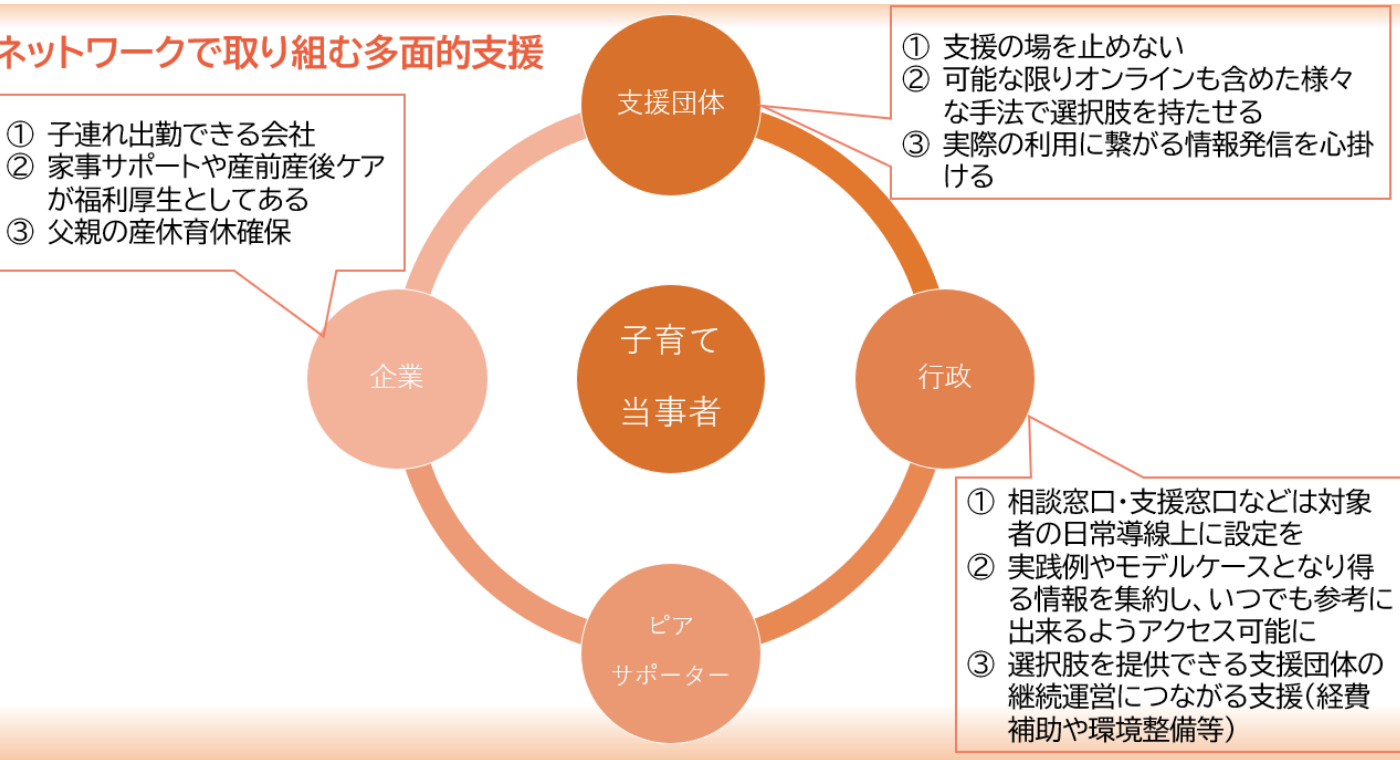 ネットワークで取り組む多面的支援
① 子連れ出勤できる会社
② 家事サポートや産前産後ケア
が福利厚生としてある
③ 父親の産休育休確保
支援団体
① 支援の場を止めない
② 可能な限りオンラインも含めた様々
な手法で選択肢を持たせる
③ 実際の利用に繋がる情報発信を心掛
ける
企業
子育て
当事者
行政
① 相談窓口・支援窓口などは対象
者の日常導線上に設定を
② 実践例やモデルケースとなり得
る情報を集約し、いつでも参考に
出来るようアクセス可能に
③ 選択肢を提供できる支援団体の
継続運営につながる支援(経費
補助や環境整備等)
ピア
サポーター